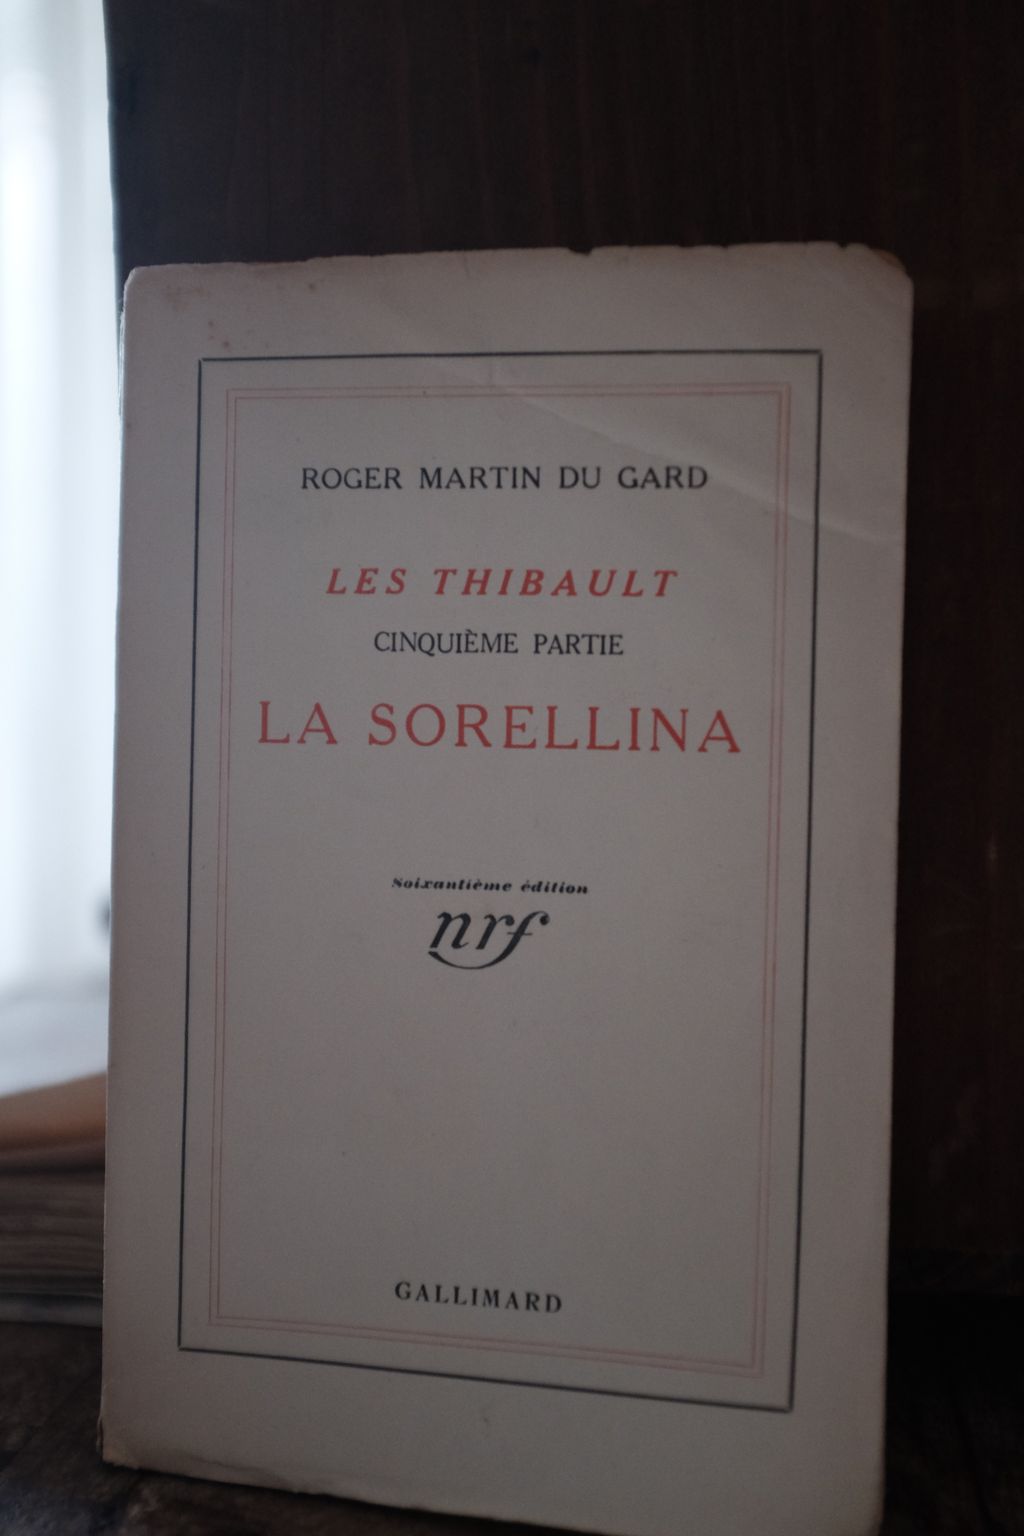 ROGER MARTIN DU GARD
LES THIBAULT
CINQUIÈME PARTIE
LA SORELLINA
Soixantième édition
nrf
GALLIMARD